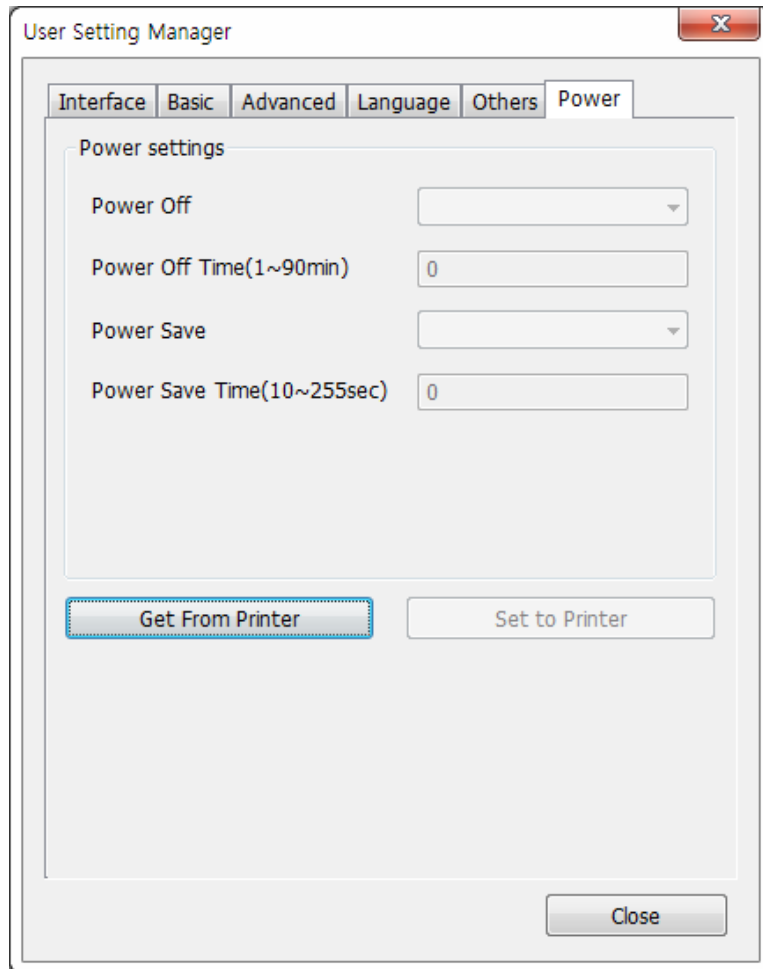 User Setting Manager
Interface Basic Advanced Language Others Power
Power settings
Power Off
Power Off Time(1~90min) 0
Power Save
Power Save Time(10~255sec) 0
Get From Printer Set to Printer
Close